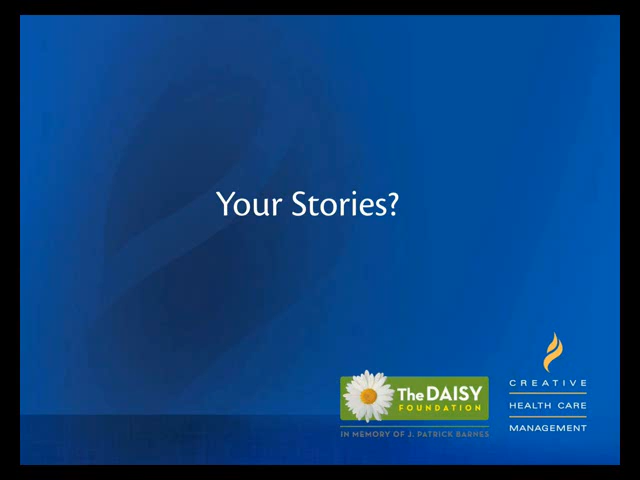 Your Stories?
The DAISY
FOUNDATION
IN MEMORY OF J. PATRICK BARNES
CREATIVE
HEALTH CARE
MANAGEMENT